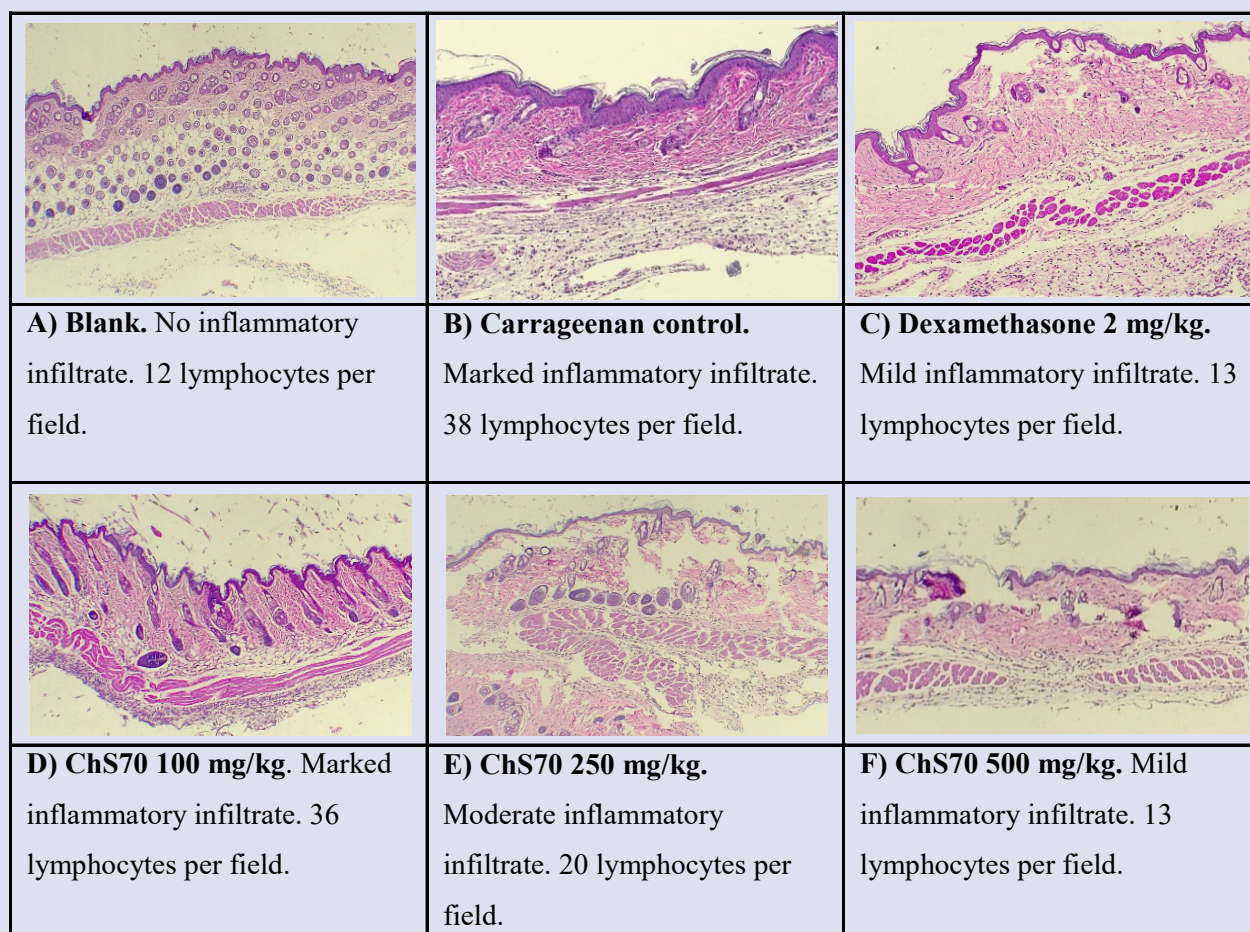 A) Blank. No inflammatory
infiltrate. 12 lymphocytes per
field.
B) Carrageenan control.
Marked inflammatory infiltrate.
38 lymphocytes per field.
C) Dexamethasone 2 mg/kg.
Mild inflammatory infiltrate. 13
lymphocytes per field.
D) ChS70 100 mg/kg. Marked
inflammatory infiltrate. 36
lymphocytes per field.
E) ChS70 250 mg/kg.
Moderate inflammatory
infiltrate. 20 lymphocytes per
field.
F) ChS70 500 mg/kg. Mild
inflammatory infiltrate. 13
lymphocytes per field.